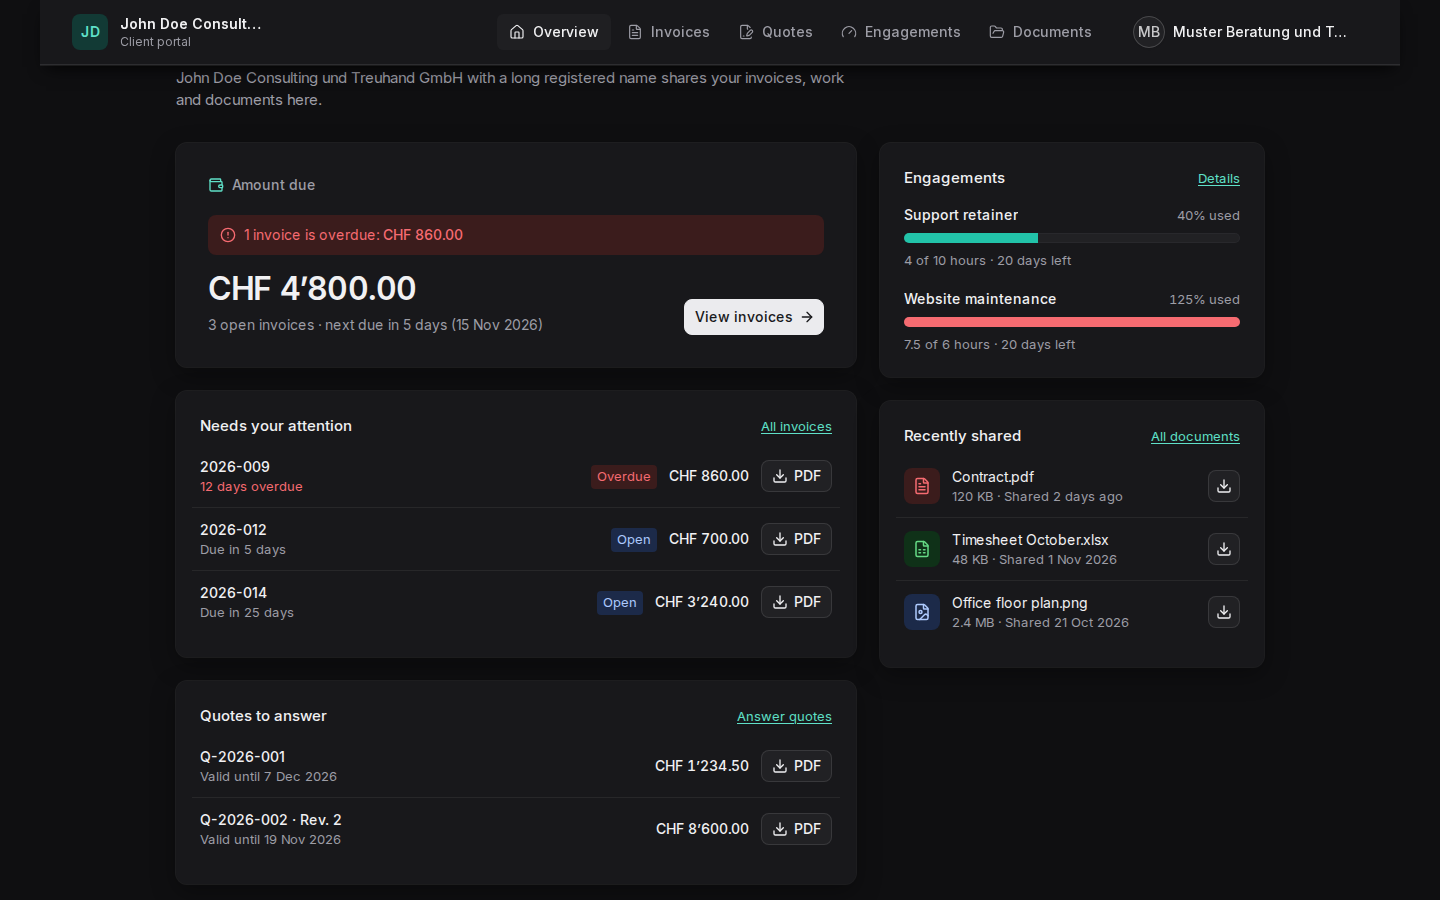 JD
John Doe Consult…
Client portal
Overview
Invoices
Quotes
Engagements
Documents
MB
Muster Beratung und T…
John Doe Consulting und Treuhand GmbH with a long registered name shares your invoices, work
and documents here.
Amount due
1 invoice is overdue: CHF 860.00
CHF 4’800.00
3 open invoices · next due in 5 days (15 Nov 2026)
View invoices
Needs your attention
All invoices
2026-009
12 days overdue
Overdue
CHF 860.00
PDF
2026-012
Due in 5 days
Open
CHF 700.00
PDF
2026-014
Due in 25 days
Open
CHF 3’240.00
PDF
Quotes to answer
Answer quotes
Q-2026-001
Valid until 7 Dec 2026
CHF 1’234.50
PDF
Q-2026-002 · Rev. 2
Valid until 19 Nov 2026
CHF 8’600.00
PDF
Engagements
Details
Support retainer
40% used
4 of 10 hours · 20 days left
Website maintenance
125% used
7.5 of 6 hours · 20 days left
Recently shared
All documents
Contract.pdf
120 KB · Shared 2 days ago
Timesheet October.xlsx
48 KB · Shared 1 Nov 2026
Office floor plan.png
2.4 MB · Shared 21 Oct 2026